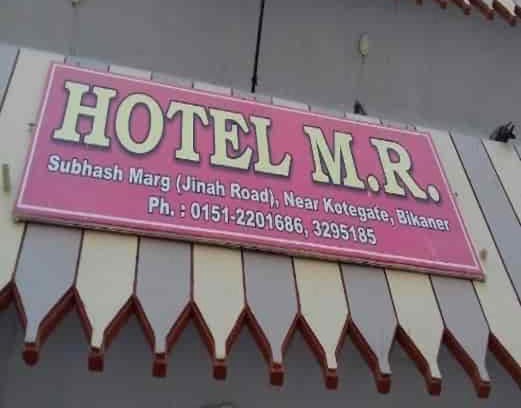 HOTEL M.R.
Subhash Marg (Jinah Road), Near Kotegate, Bikaner
Ph. : 0151-2201686, 3295185